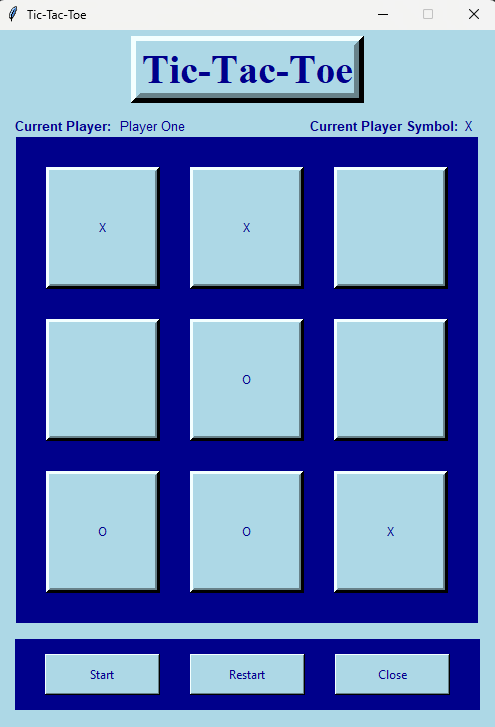 Tic-Tac-Toe
Tic-Tac-Toe
Current Player: Player One Current Player Symbol: X
X X
O
O O X
Start Restart Close